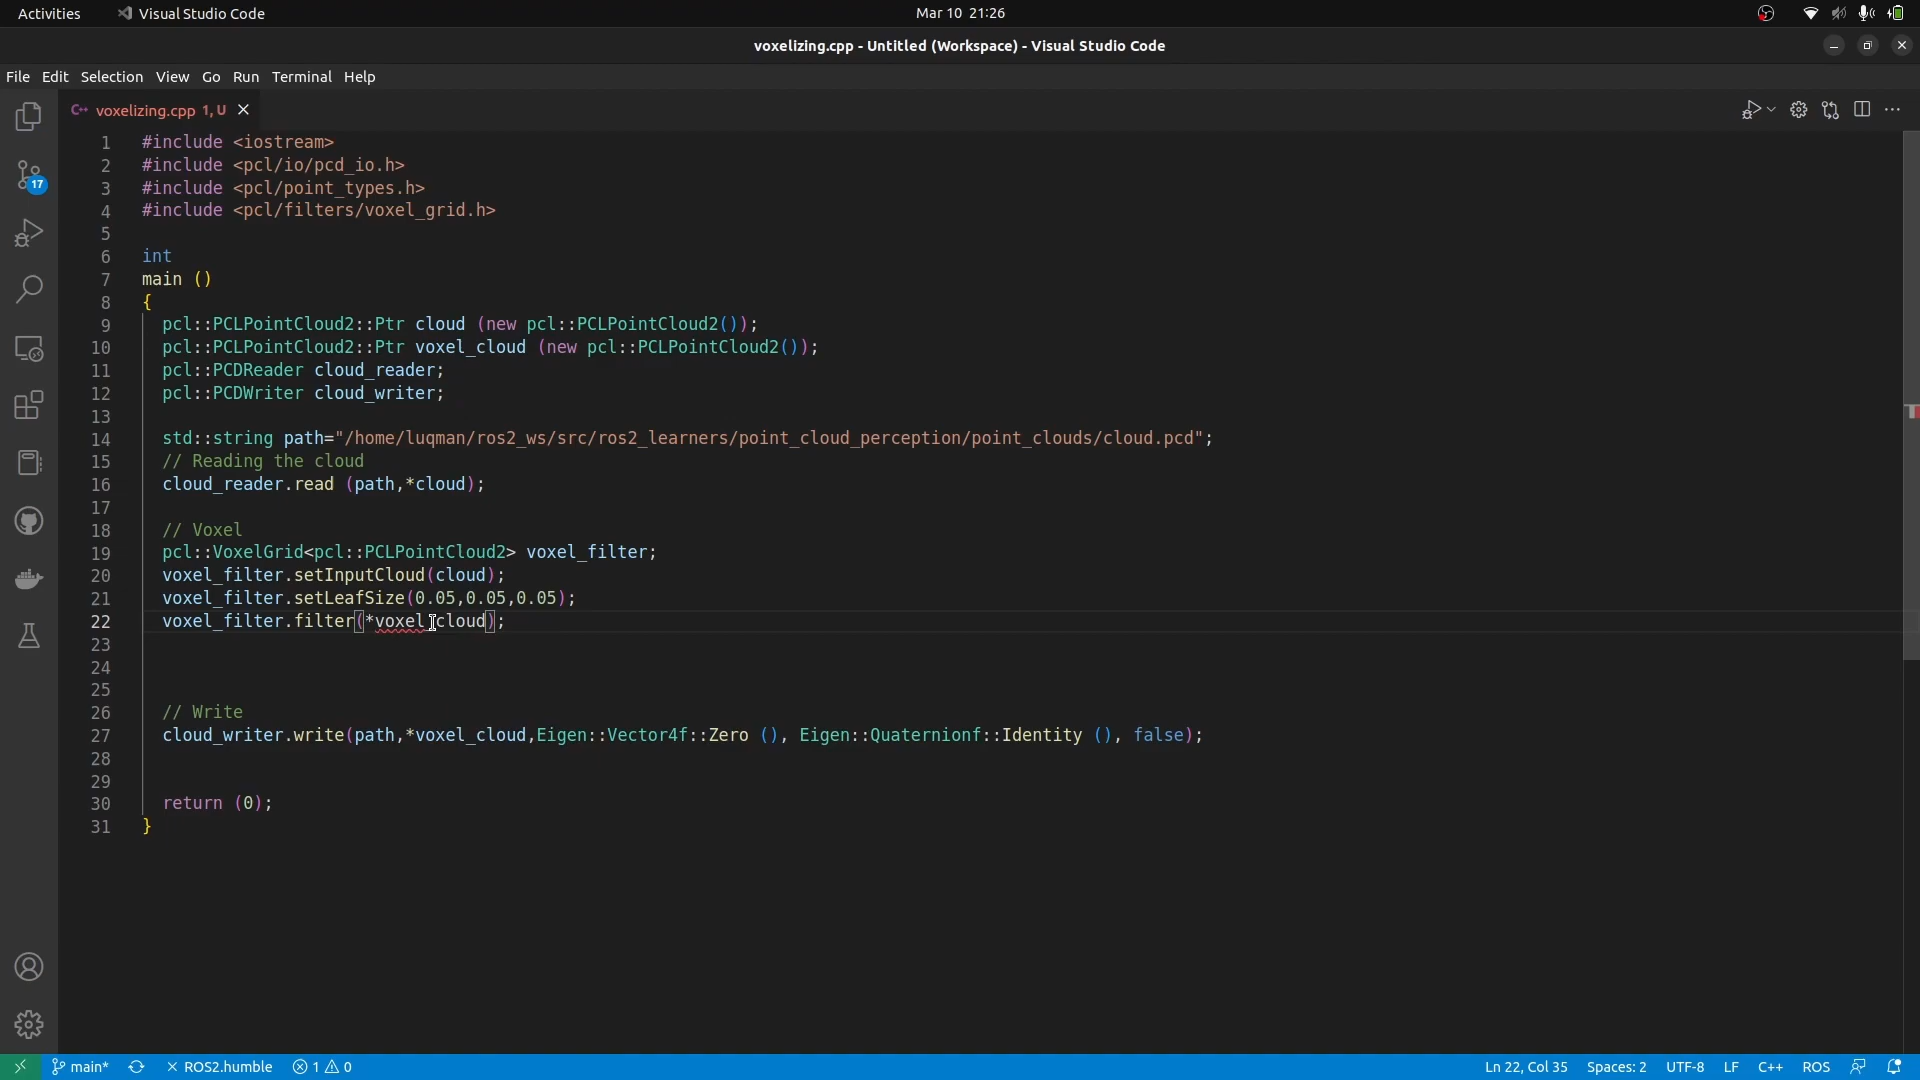 Activities
Visual Studio Code
Mar 10 21:26
voxelizing.cpp - Untitled (Workspace) - Visual Studio Code
File Edit Selection View Go Run Terminal Help
voxelizing.cpp 1, U
17
1 #include <iostream>
2 #include <pcl/io/pcd_io.h>
3 #include <pcl/point_types.h>
4 #include <pcl/filters/voxel_grid.h>
5
6 int
7 main ()
8 {
9   pcl::PCLPointCloud2::Ptr cloud (new pcl::PCLPointCloud2());
10   pcl::PCLPointCloud2::Ptr voxel_cloud (new pcl::PCLPointCloud2());
11   pcl::PCDReader cloud_reader;
12   pcl::PCDWriter cloud_writer;
13
14   std::string path="/home/luqman/ros2_ws/src/ros2_learners/point_cloud_perception/point_clouds/cloud.pcd";
15   // Reading the cloud
16   cloud_reader.read (path,*cloud);
17
18   // Voxel
19   pcl::VoxelGrid<pcl::PCLPointCloud2> voxel_filter;
20   voxel_filter.setInputCloud(cloud);
21   voxel_filter.setLeafSize(0.05,0.05,0.05);
22   voxel_filter.filter(*voxel_cloud);
23
24
25
26   // Write
27   cloud_writer.write(path,*voxel_cloud,Eigen::Vector4f::Zero (), Eigen::Quaternionf::Identity (), false);
28
29
30   return (0);
31 }
main* ROS2.humble 1 0 Ln 22, Col 35 Spaces: 2 UTF-8 LF C++ ROS